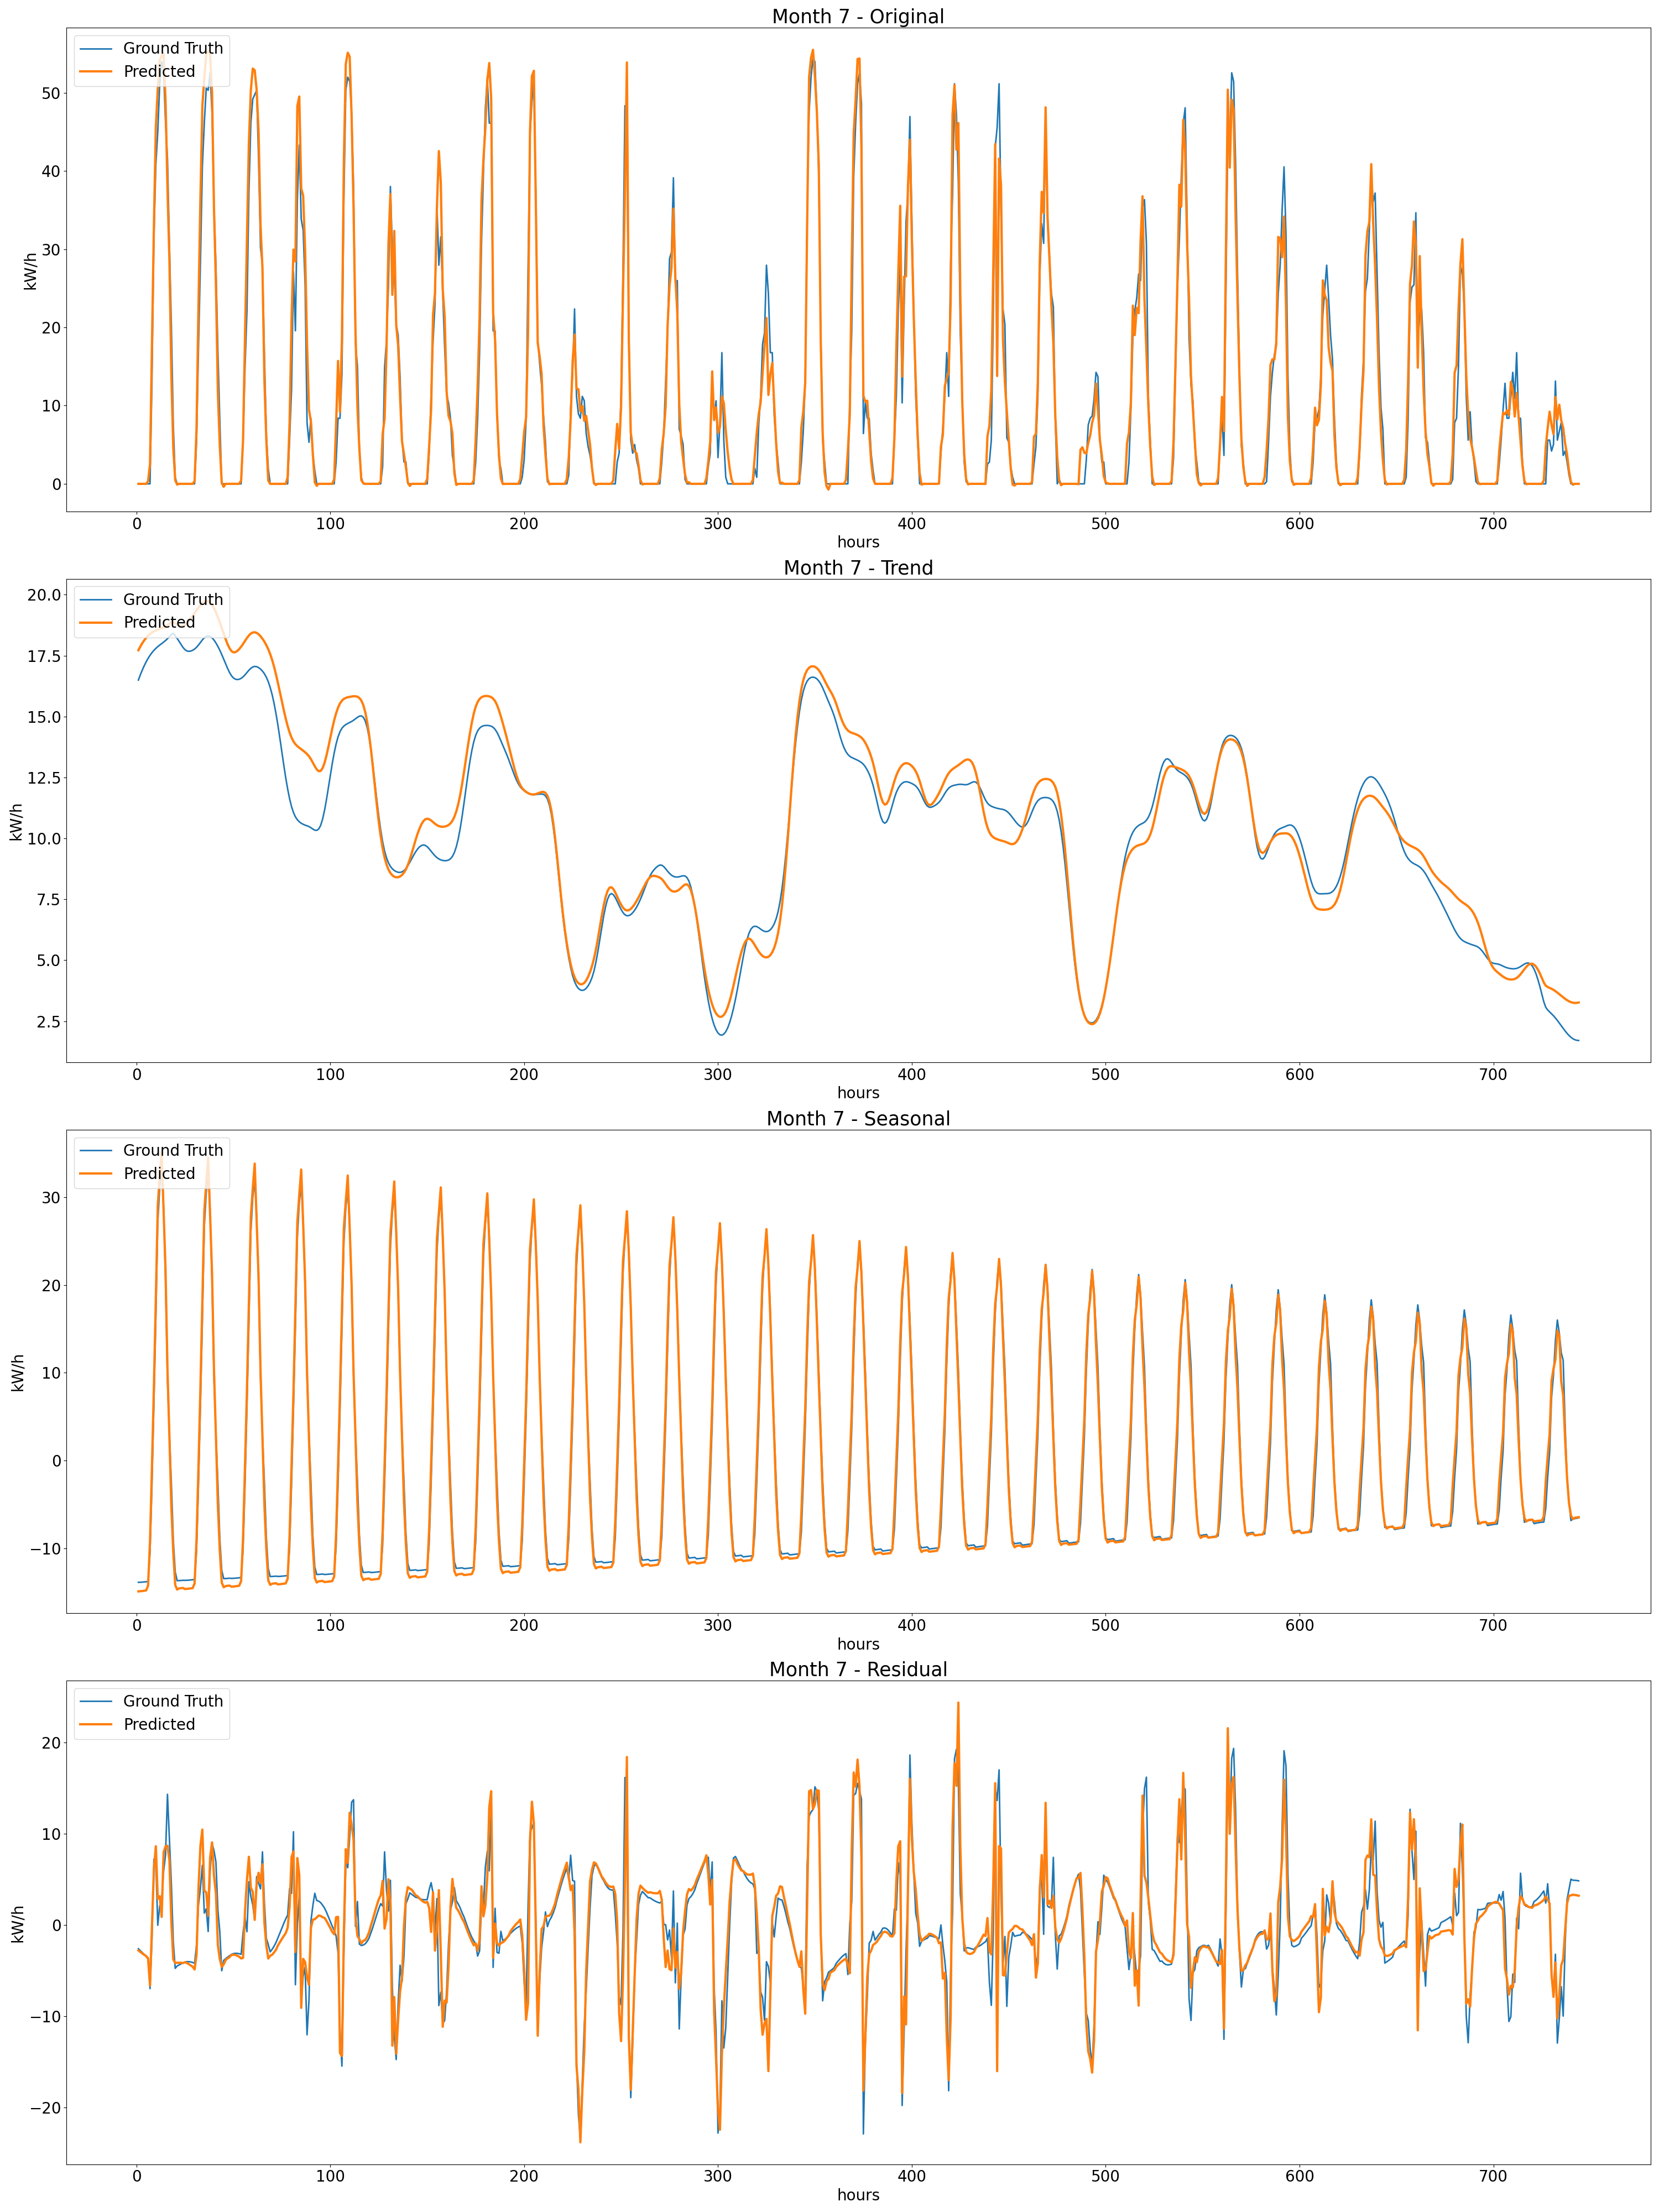 Month 7 - Original
Ground Truth
Predicted
kW/h
50
40
30
20
10
0
0 100 200 300 400 500 600 700
hours
Month 7 - Trend
Ground Truth
Predicted
kW/h
20.0
17.5
15.0
12.5
10.0
7.5
5.0
2.5
0 100 200 300 400 500 600 700
hours
Month 7 - Seasonal
Ground Truth
Predicted
kW/h
30
20
10
0
−10
0 100 200 300 400 500 600 700
hours
Month 7 - Residual
Ground Truth
Predicted
kW/h
20
10
0
−10
−20
0 100 200 300 400 500 600 700
hours